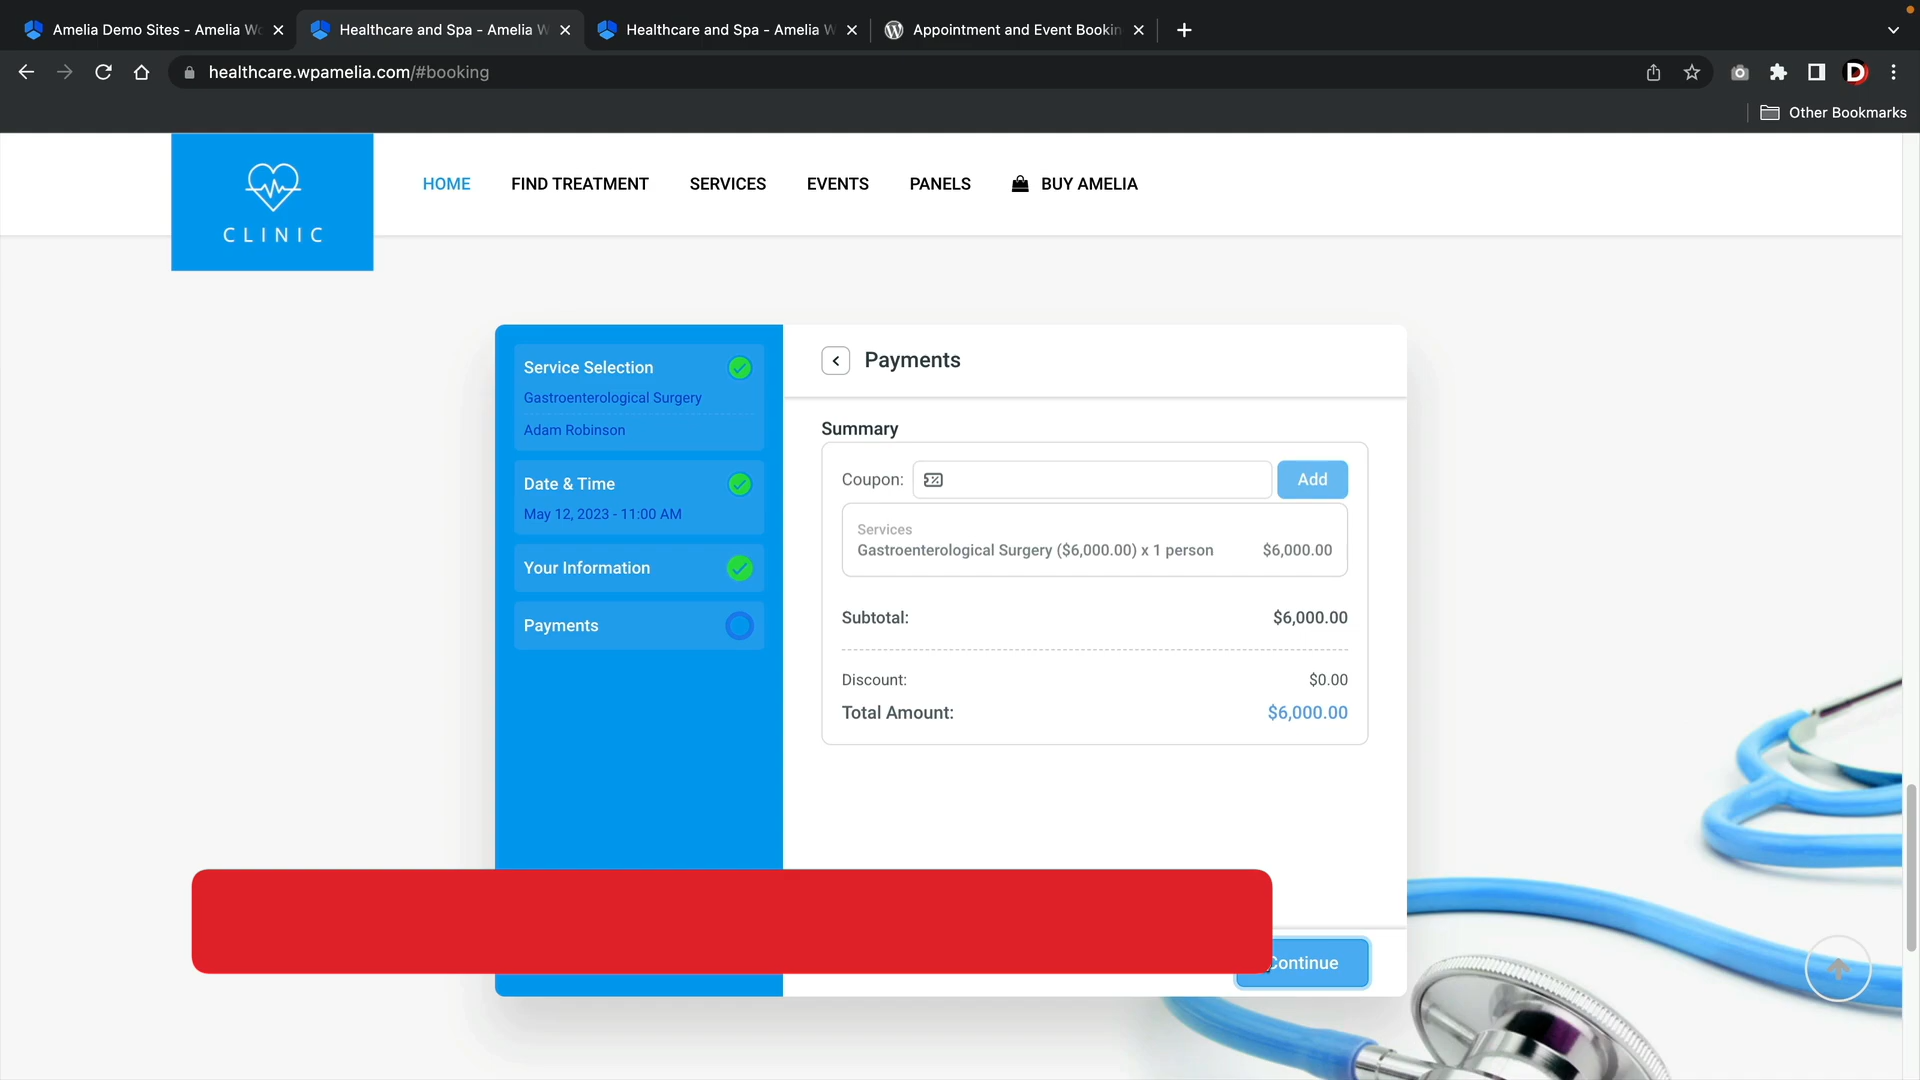 Amelia Demo Sites - Amelia Wo
Healthcare and Spa - Amelia W
Healthcare and Spa - Amelia W
Appointment and Event Bookin
healthcare.wpamelia.com/#booking
Other Bookmarks
CLINIC
HOME
FIND TREATMENT
SERVICES
EVENTS
PANELS
BUY AMELIA
Service Selection
Gastroenterological Surgery
Adam Robinson
Date & Time
May 12, 2023 - 11:00 AM
Your Information
Payments
Payments
Summary
Coupon:
Add
Services
Gastroenterological Surgery ($6,000.00) x 1 person $6,000.00
Subtotal: $6,000.00
Discount: $0.00
Total Amount: $6,000.00
Continue